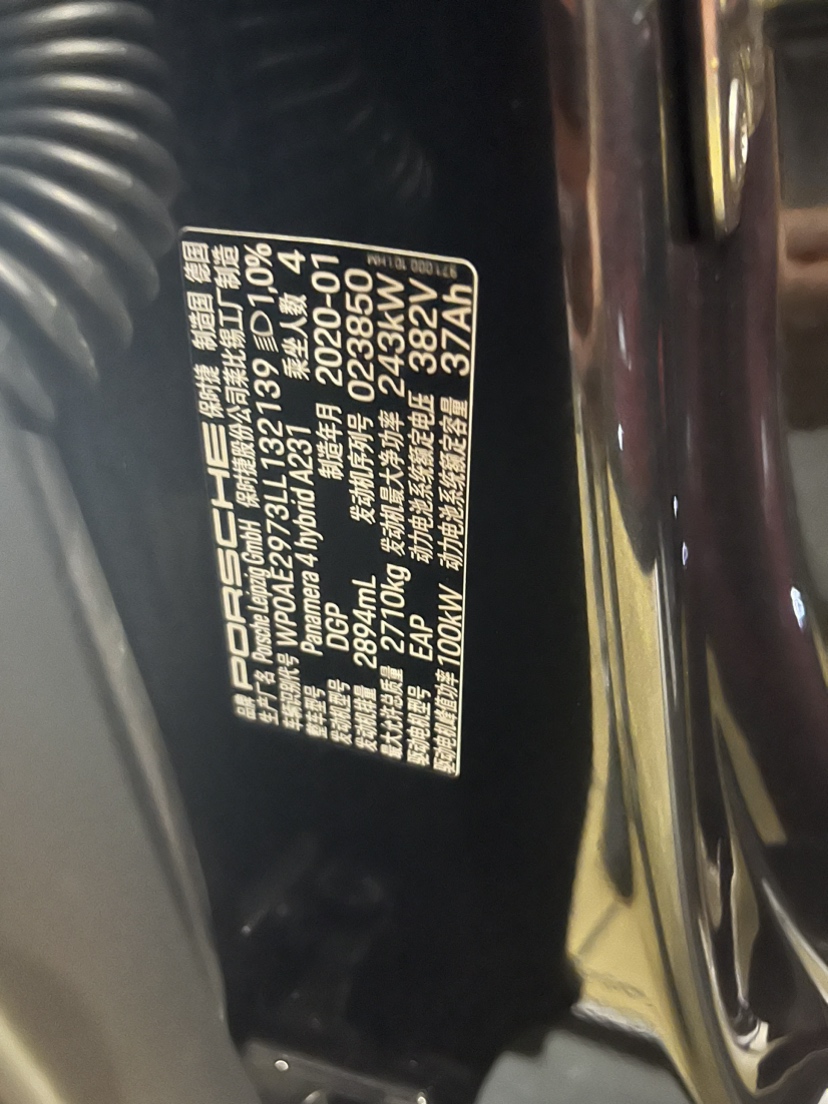 品牌 PORSCHE 保时捷 制造国 德国
生产厂名 Porsche Leipzig GmbH 保时捷股份公司莱比锡工厂制造
车辆识别代号 WP0AE2973LL132139 1,0%
整车型号 Panamera 4 hybrid A231 乘坐人数 4
发动机型号 DGP 制造年月 2020-01
发动机排量 2894mL 发动机序列号 023850
最大允许总质量 2710kg 发动机最大净功率 243kW
驱动电机型号 EAP 动力电池系统额定电压 382V
驱动电机峰值功率 100kW 动力电池系统额定容量 37Ah
971.000.101.HM